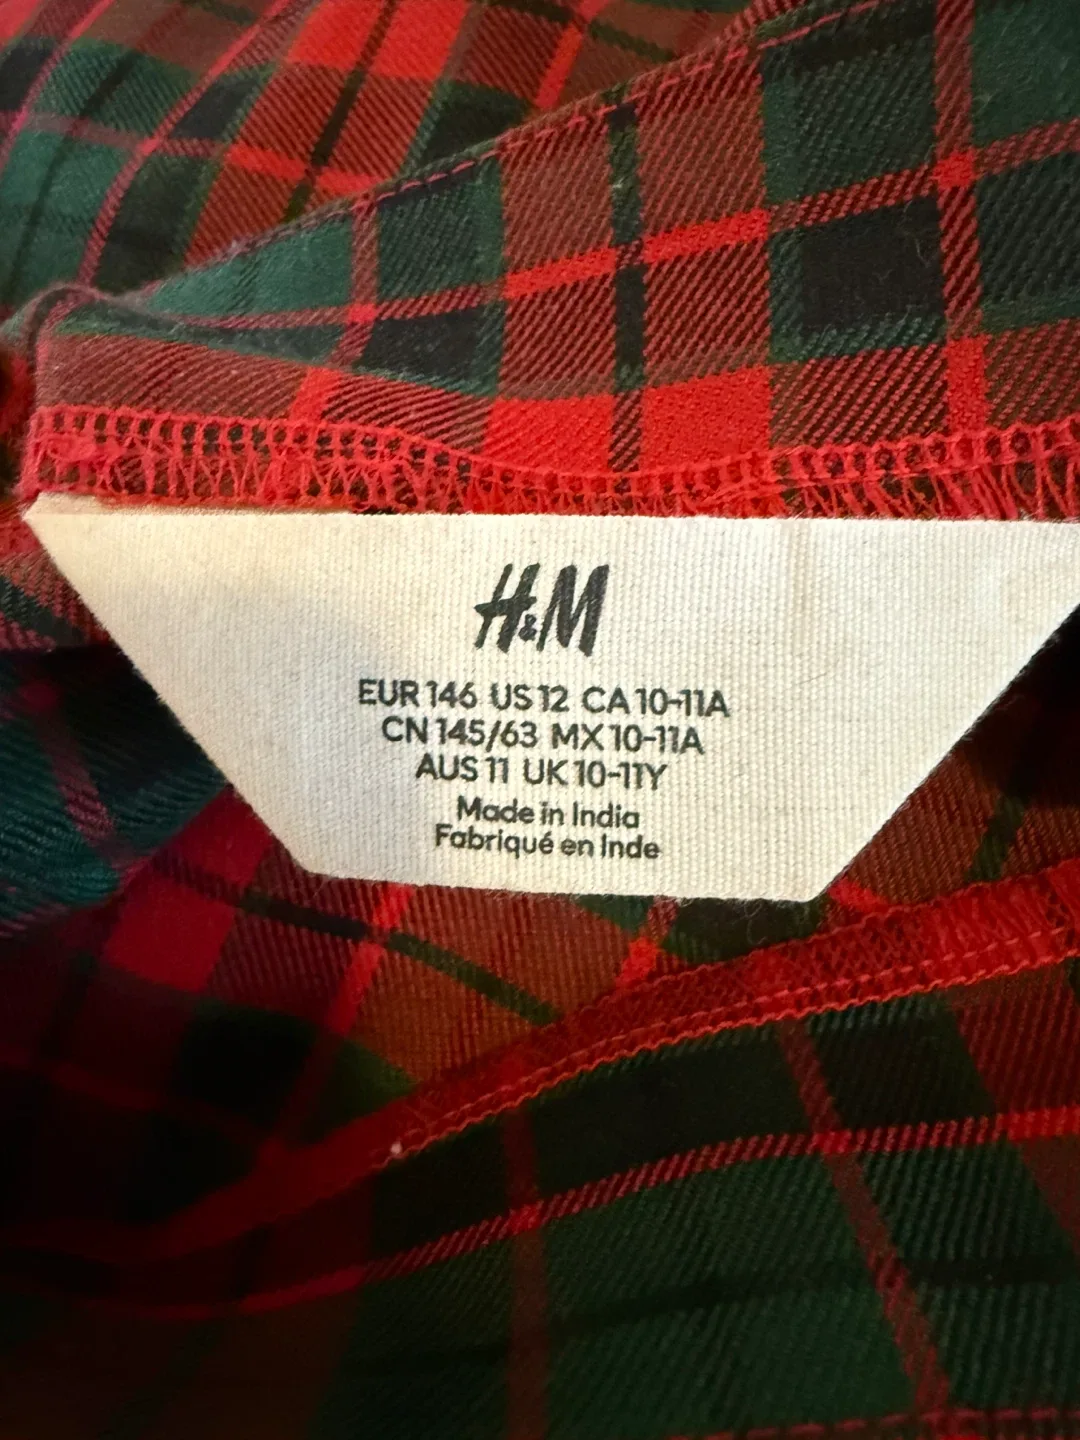 H&M
EUR 146 US 12 CA 10-11A
CN 145/63 MX 10-11A
AUS 11 UK 10-11Y
Made in India
Fabriqué en Inde